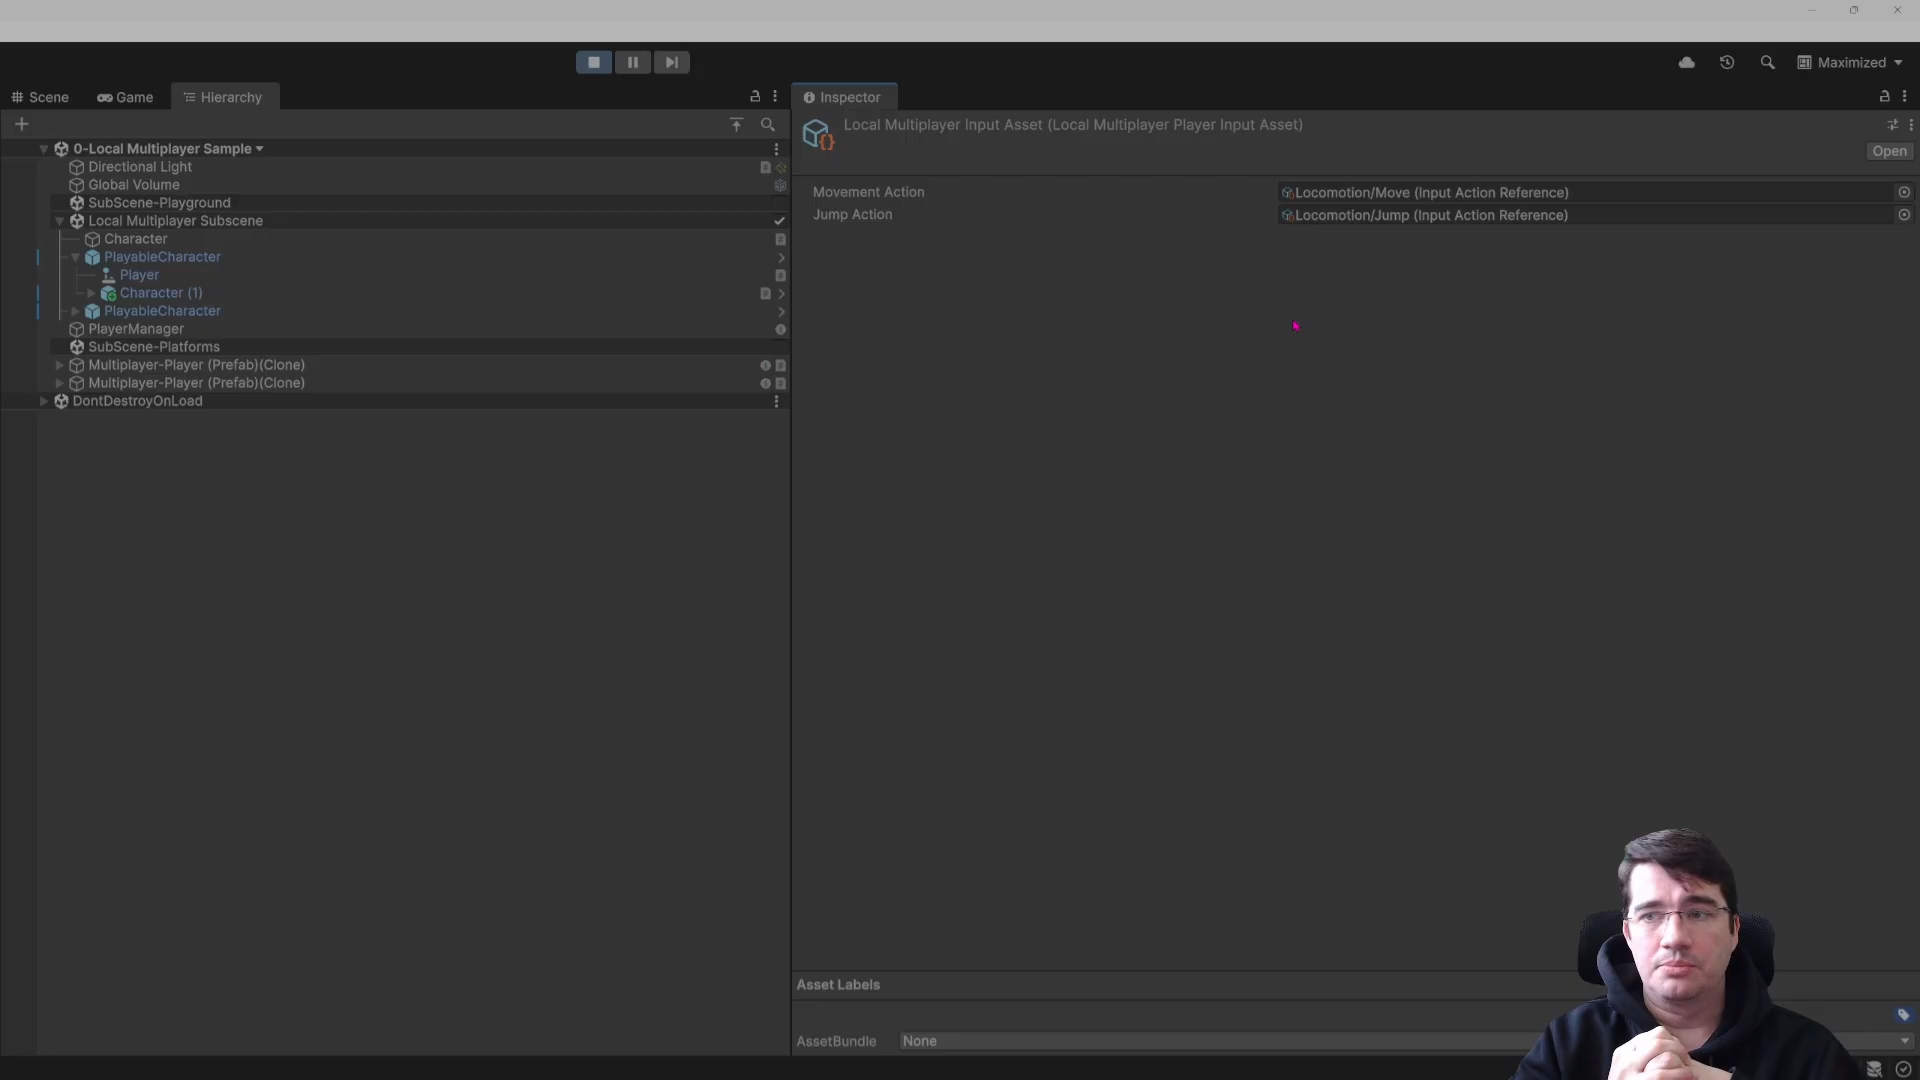 Maximized
Scene
Game
Hierarchy
Inspector
Local Multiplayer Input Asset (Local Multiplayer Player Input Asset)
Open
0-Local Multiplayer Sample
Directional Light
Global Volume
SubScene-Playground
Local Multiplayer Subscene
Character
PlayableCharacter
Player
Character (1)
PlayableCharacter
PlayerManager
SubScene-Platforms
Multiplayer-Player (Prefab)(Clone)
Multiplayer-Player (Prefab)(Clone)
DontDestroyOnLoad
Movement Action
Locomotion/Move (Input Action Reference)
Jump Action
Locomotion/Jump (Input Action Reference)
Asset Labels
AssetBundle
None